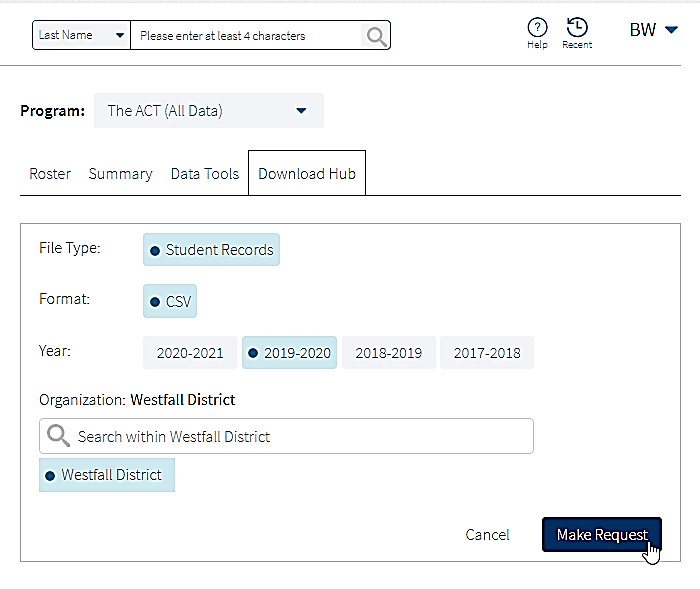 Last Name Please enter at least 4 characters
? Help Recent BW
Program: The ACT (All Data)
Roster Summary Data Tools Download Hub
File Type: Student Records
Format: CSV
Year: 2020-2021 2019-2020 2018-2019 2017-2018
Organization: Westfall District
Search within Westfall District
Westfall District
Cancel Make Request